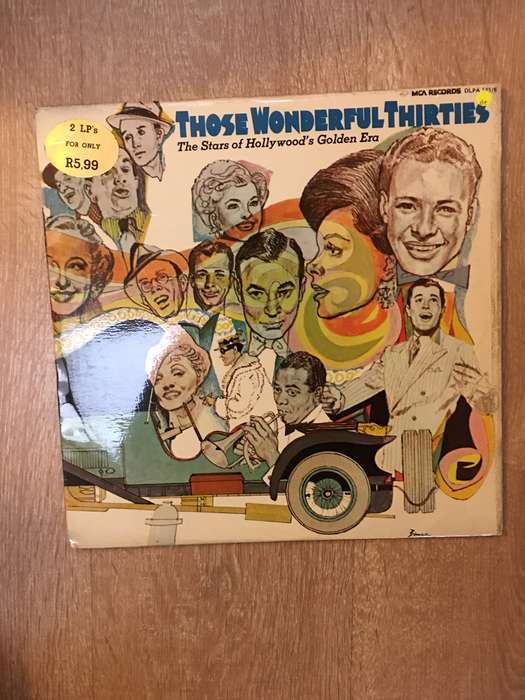 MCA RECORDS
2 LP's
FOR ONLY
R5,99
THOSE WONDERFUL THIRTIES
The Stars of Hollywood's Golden Era